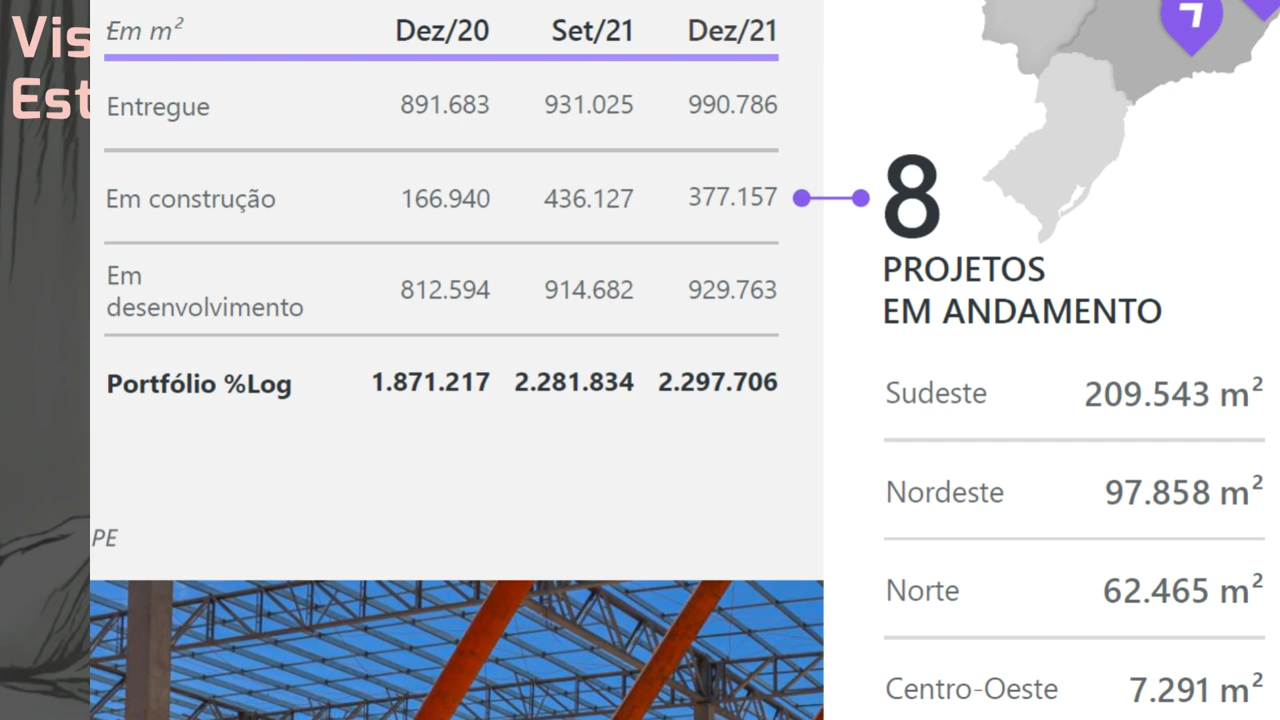 Vis
Est
Em m² Dez/20 Set/21 Dez/21
Entregue 891.683 931.025 990.786
Em construção 166.940 436.127 377.157
Em
desenvolvimento 812.594 914.682 929.763
Portfólio %Log 1.871.217 2.281.834 2.297.706
PE
8
PROJETOS
EM ANDAMENTO
Sudeste 209.543 m²
Nordeste 97.858 m²
Norte 62.465 m²
Centro-Oeste 7.291 m²